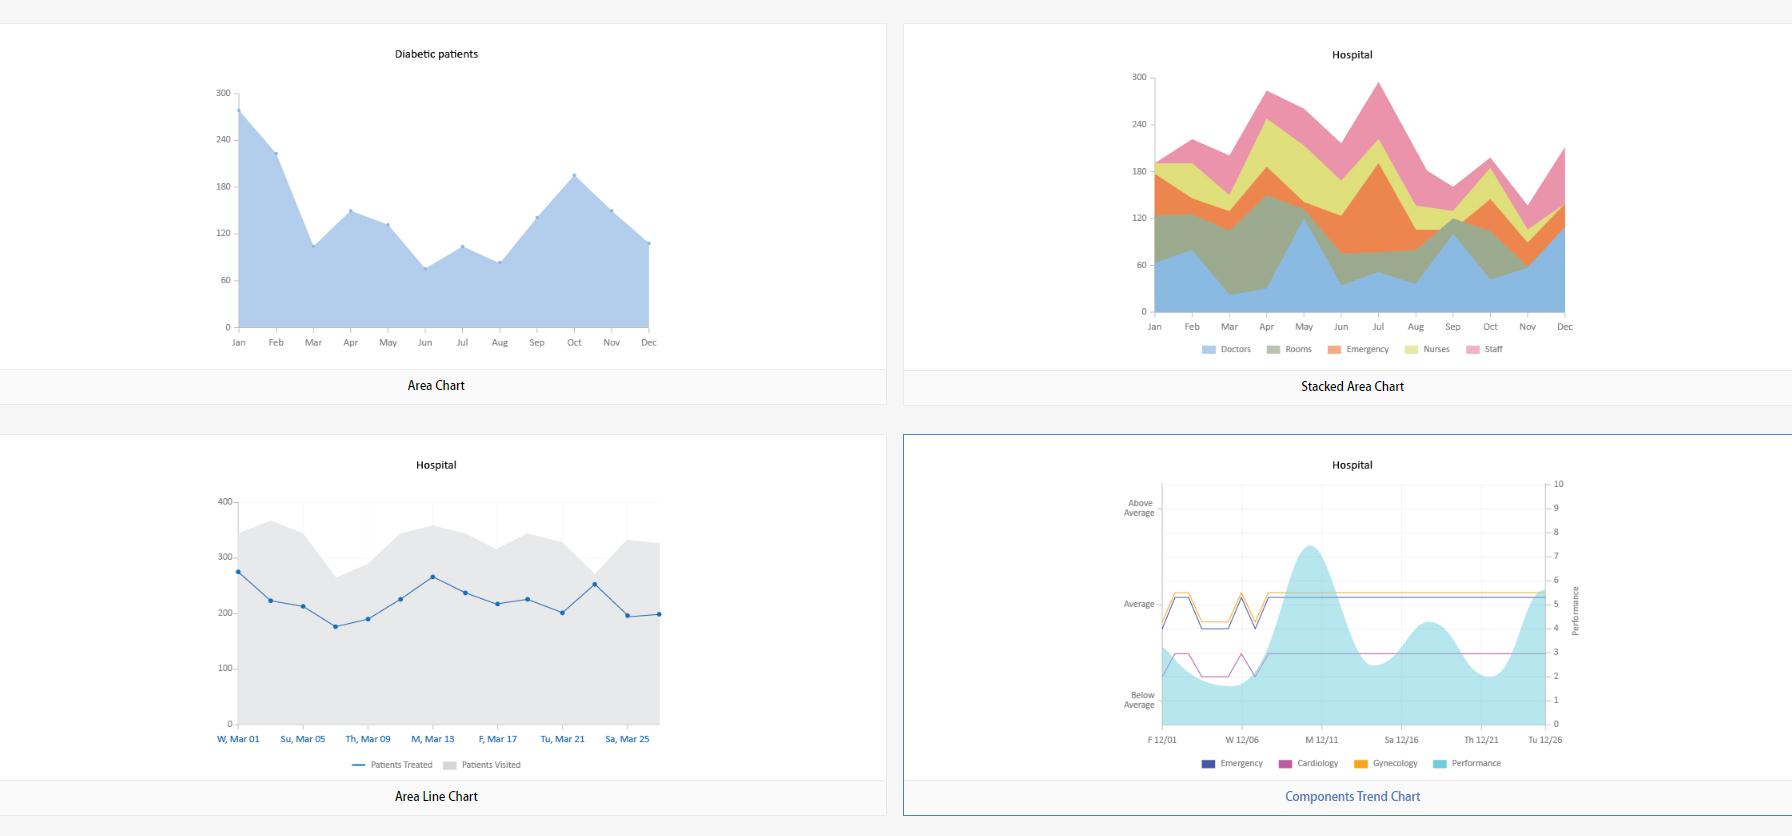 Diabetic patients
300
240
180
120
60
0
Jan Feb Mar Apr May Jun Jul Aug Sep Oct Nov Dec
Area Chart
Hospital
300
240
180
120
60
0
Jan Feb Mar Apr May Jun Jul Aug Sep Oct Nov Dec
Doctors Rooms Emergency Nurses Staff
Stacked Area Chart
Hospital
400
300
200
100
0
W, Mar 01 Su, Mar 05 Th, Mar 09 M, Mar 13 F, Mar 17 Tu, Mar 21 Sa, Mar 25
Patients Treated Patients Visited
Area Line Chart
Hospital
Above
Average
Average
Below
Average
10
9
8
7
6
5
4
3
2
1
0
Performance
F 12/01 W 12/06 M 12/11 Sa 12/16 Th 12/21 Tu 12/26
Emergency Cardiology Gynecology Performance
Components Trend Chart